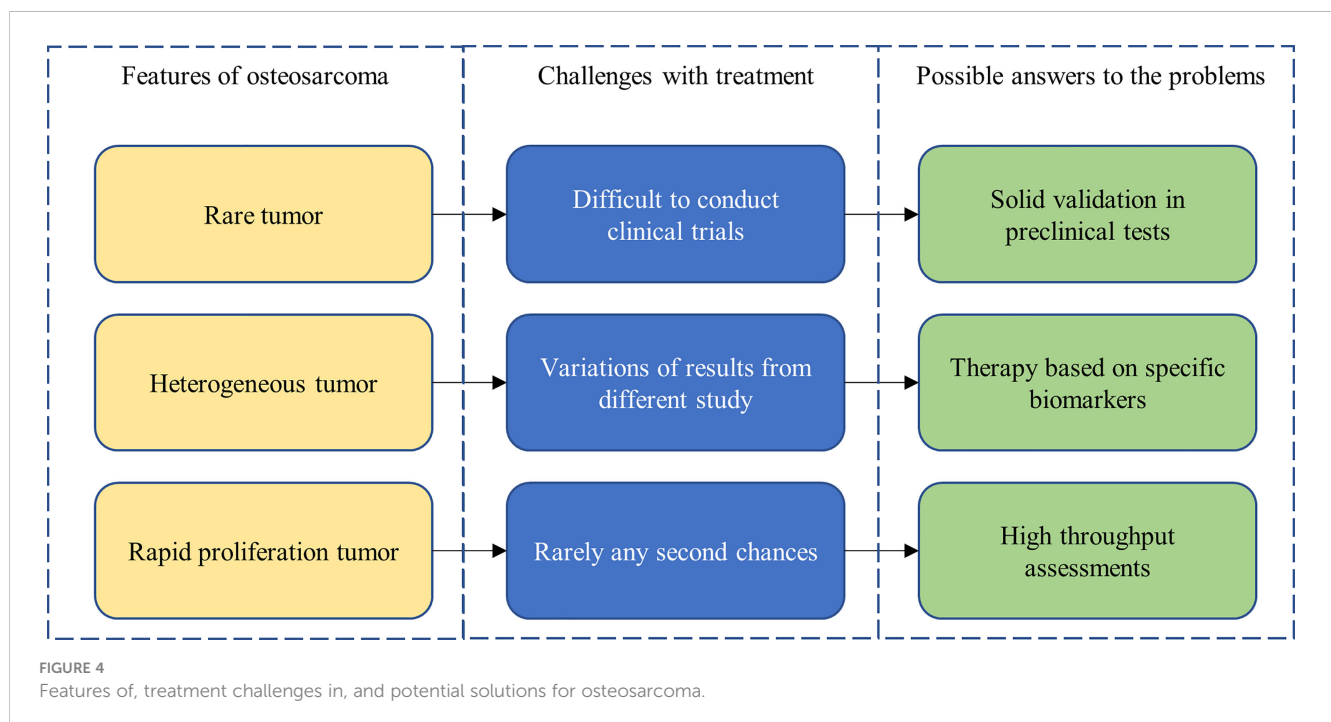 Features of osteosarcoma
Challenges with treatment
Possible answers to the problems
Rare tumor
Difficult to conduct
clinical trials
Solid validation in
preclinical tests
Heterogeneous tumor
Variations of results from
different study
Therapy based on specific
biomarkers
Rapid proliferation tumor
Rarely any second chances
High throughput
assessments
FIGURE 4
Features of, treatment challenges in, and potential solutions for osteosarcoma.